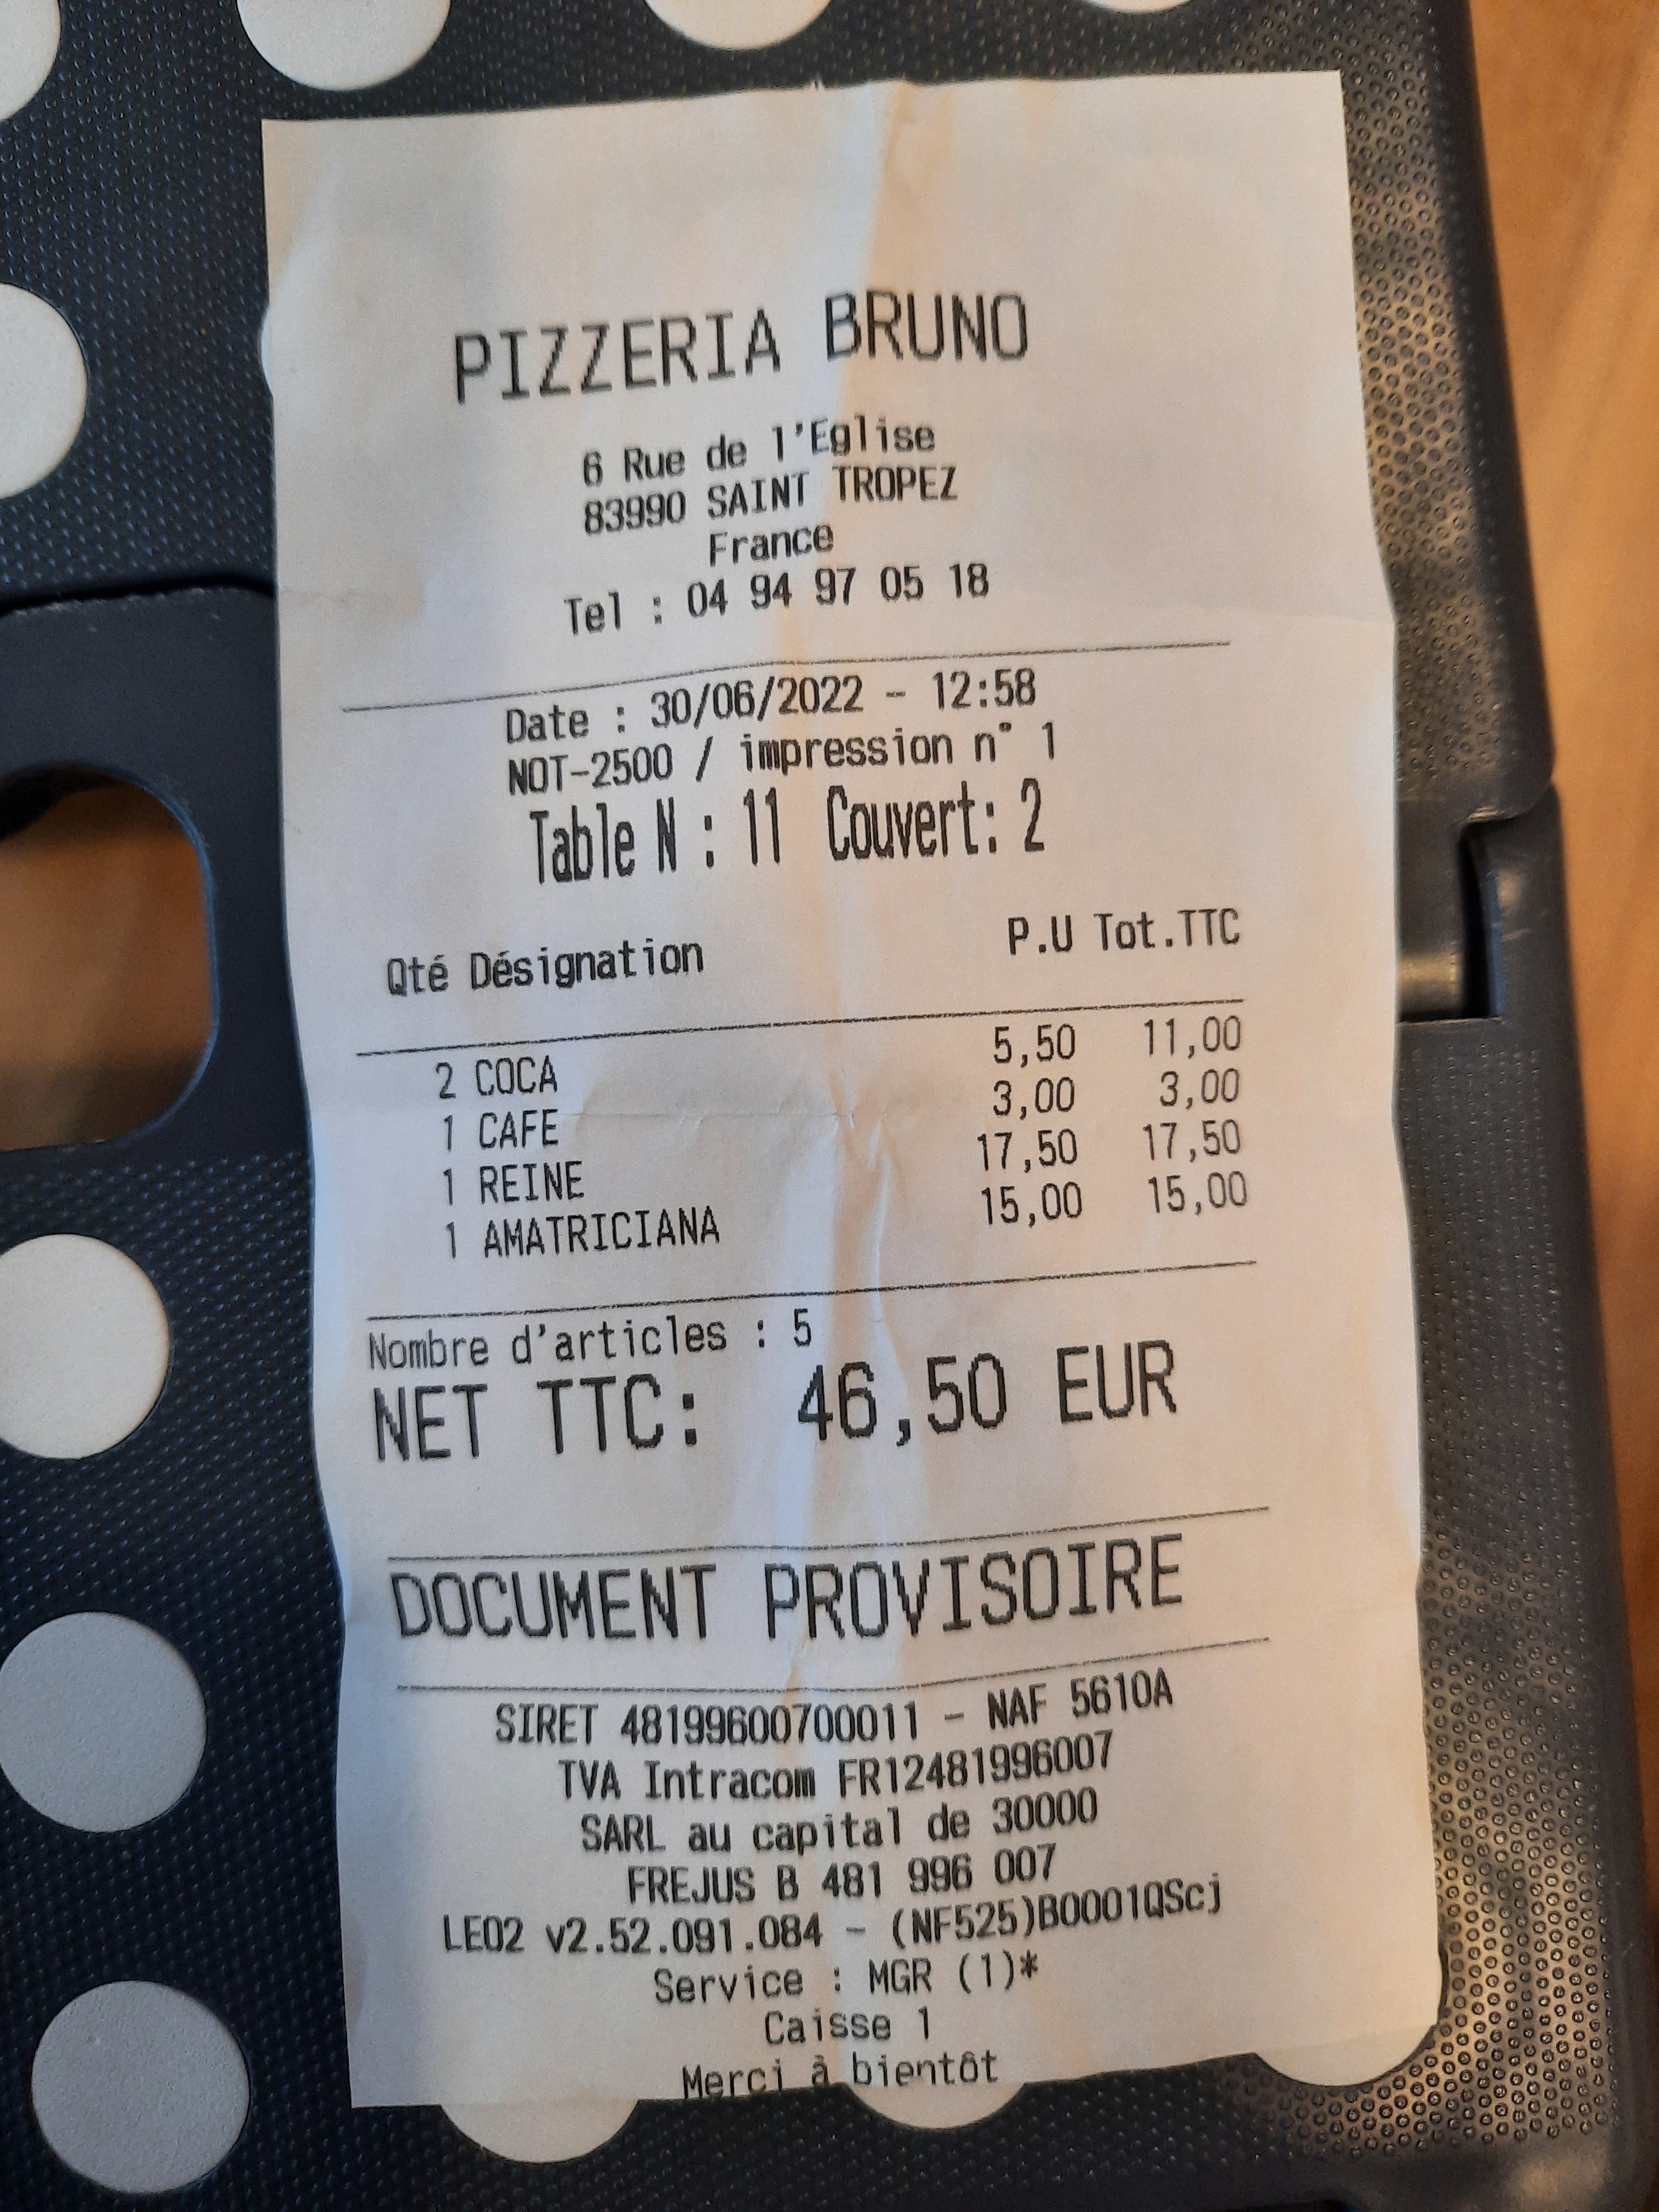 PIZZERIA BRUNO
6 Rue de l'Eglise
83990 SAINT TROPEZ
France
Tel : 04 94 97 05 18
Date : 30/06/2022 - 12:58
NOT-2500 / impression n° 1
Table N : 11 Couvert: 2
Qté Désignation P.U Tot.TTC
2 COCA 5,50 11,00
1 CAFE 3,00 3,00
1 REINE 17,50 17,50
1 AMATRICIANA 15,00 15,00
Nombre d'articles : 5
NET TTC: 46,50 EUR
DOCUMENT PROVISOIRE
SIRET 48199600700011 - NAF 5610A
TVA Intracom FR12481996007
SARL au capital de 30000
FREJUS B 481 996 007
LEO2 v2.52.091.084 - (NF525)B0001QScj
Service : MGR (1)*
Caisse 1
Merci à bientôt